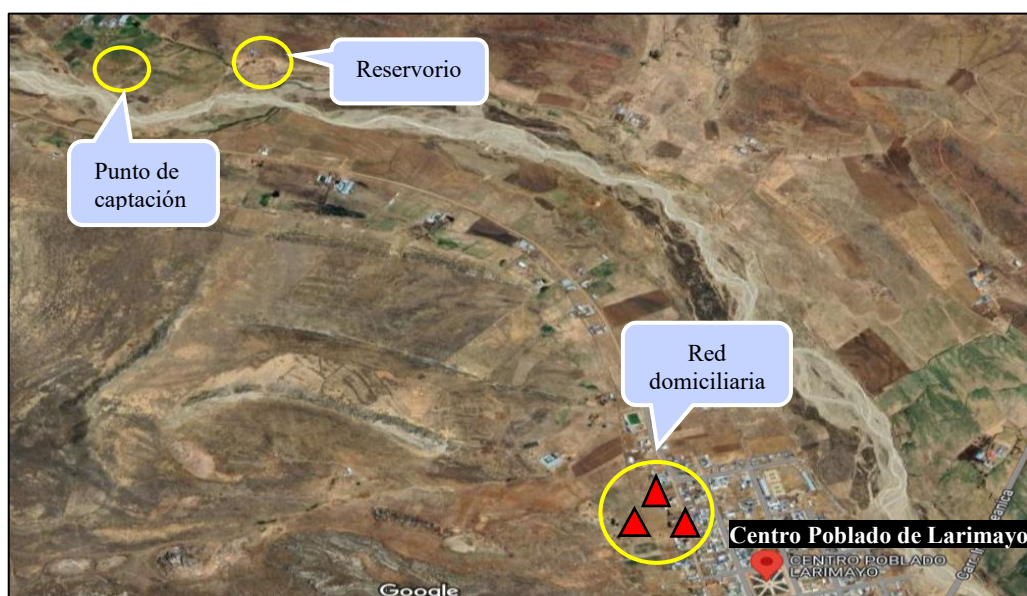 Reservorio
Punto de
captación
Red
domiciliaria
Centro Poblado de Larimayo
CENTRO POBLADO
LARIMAYO
Google